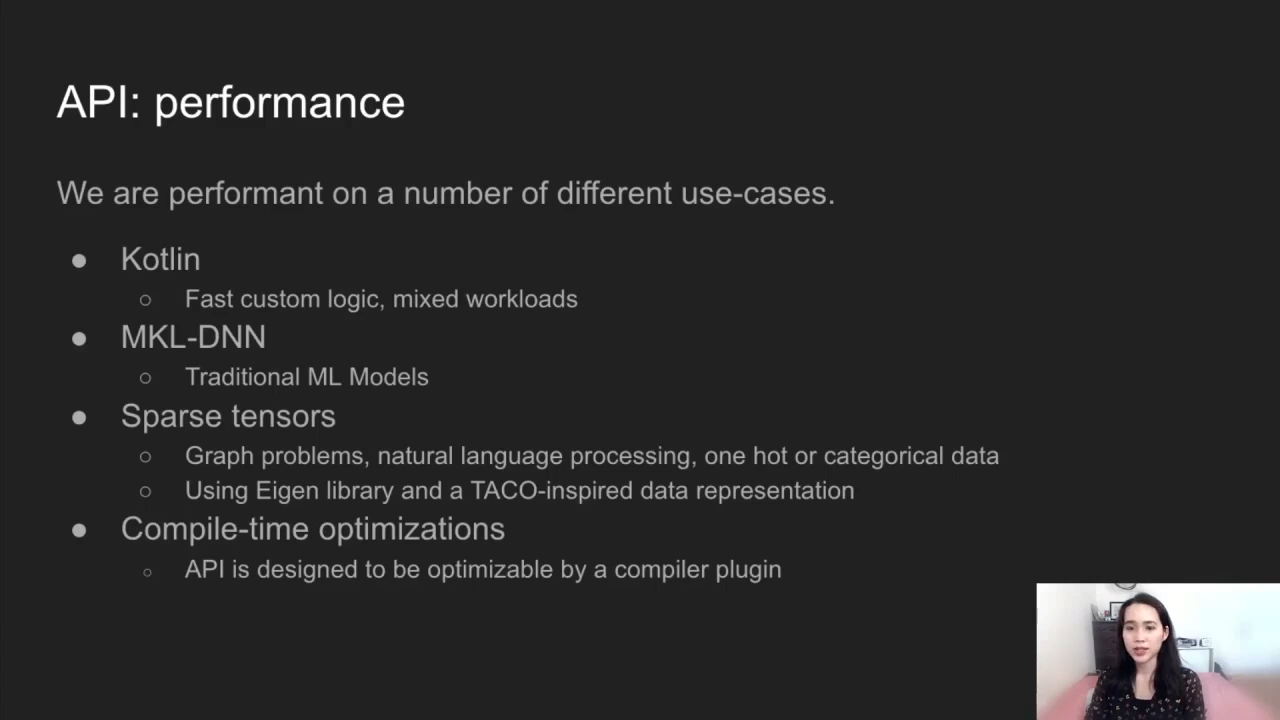 API: performance
We are performant on a number of different use-cases.
● Kotlin
○ Fast custom logic, mixed workloads
● MKL-DNN
○ Traditional ML Models
● Sparse tensors
○ Graph problems, natural language processing, one hot or categorical data
○ Using Eigen library and a TACO-inspired data representation
● Compile-time optimizations
○ API is designed to be optimizable by a compiler plugin